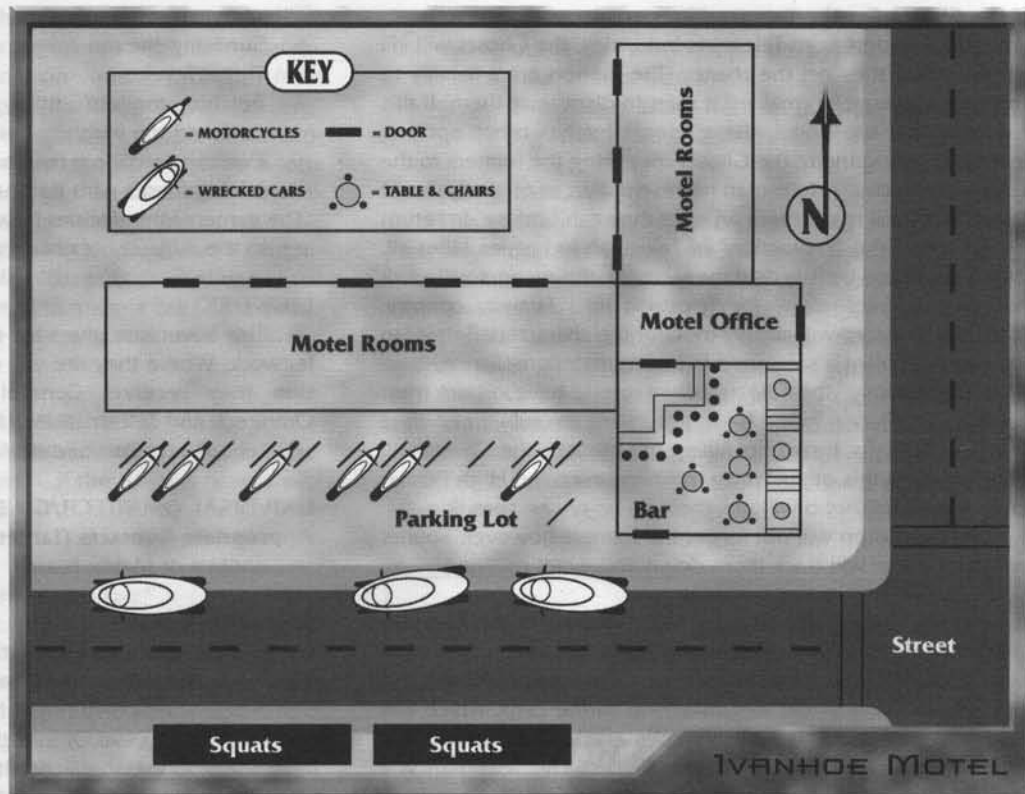 KEY
= MOTORCYCLES
= DOOR
= WRECKED CARS
= TABLE & CHAIRS
Motel Rooms
N
Motel Rooms
Motel Office
Parking Lot
Bar
Street
Squats
Squats
IVANHOE MOTEL